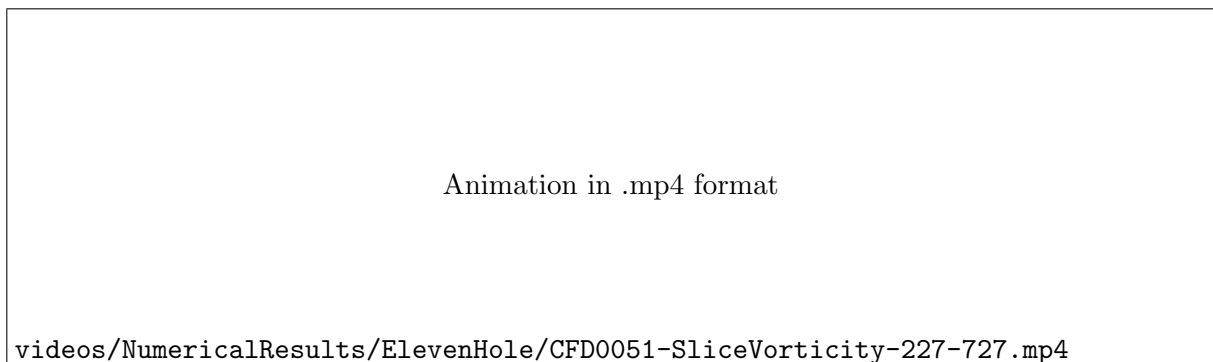 Animation in .mp4 format
videos/NumericalResults/ElevenHole/CFD0051-SliceVorticity-227-727.mp4